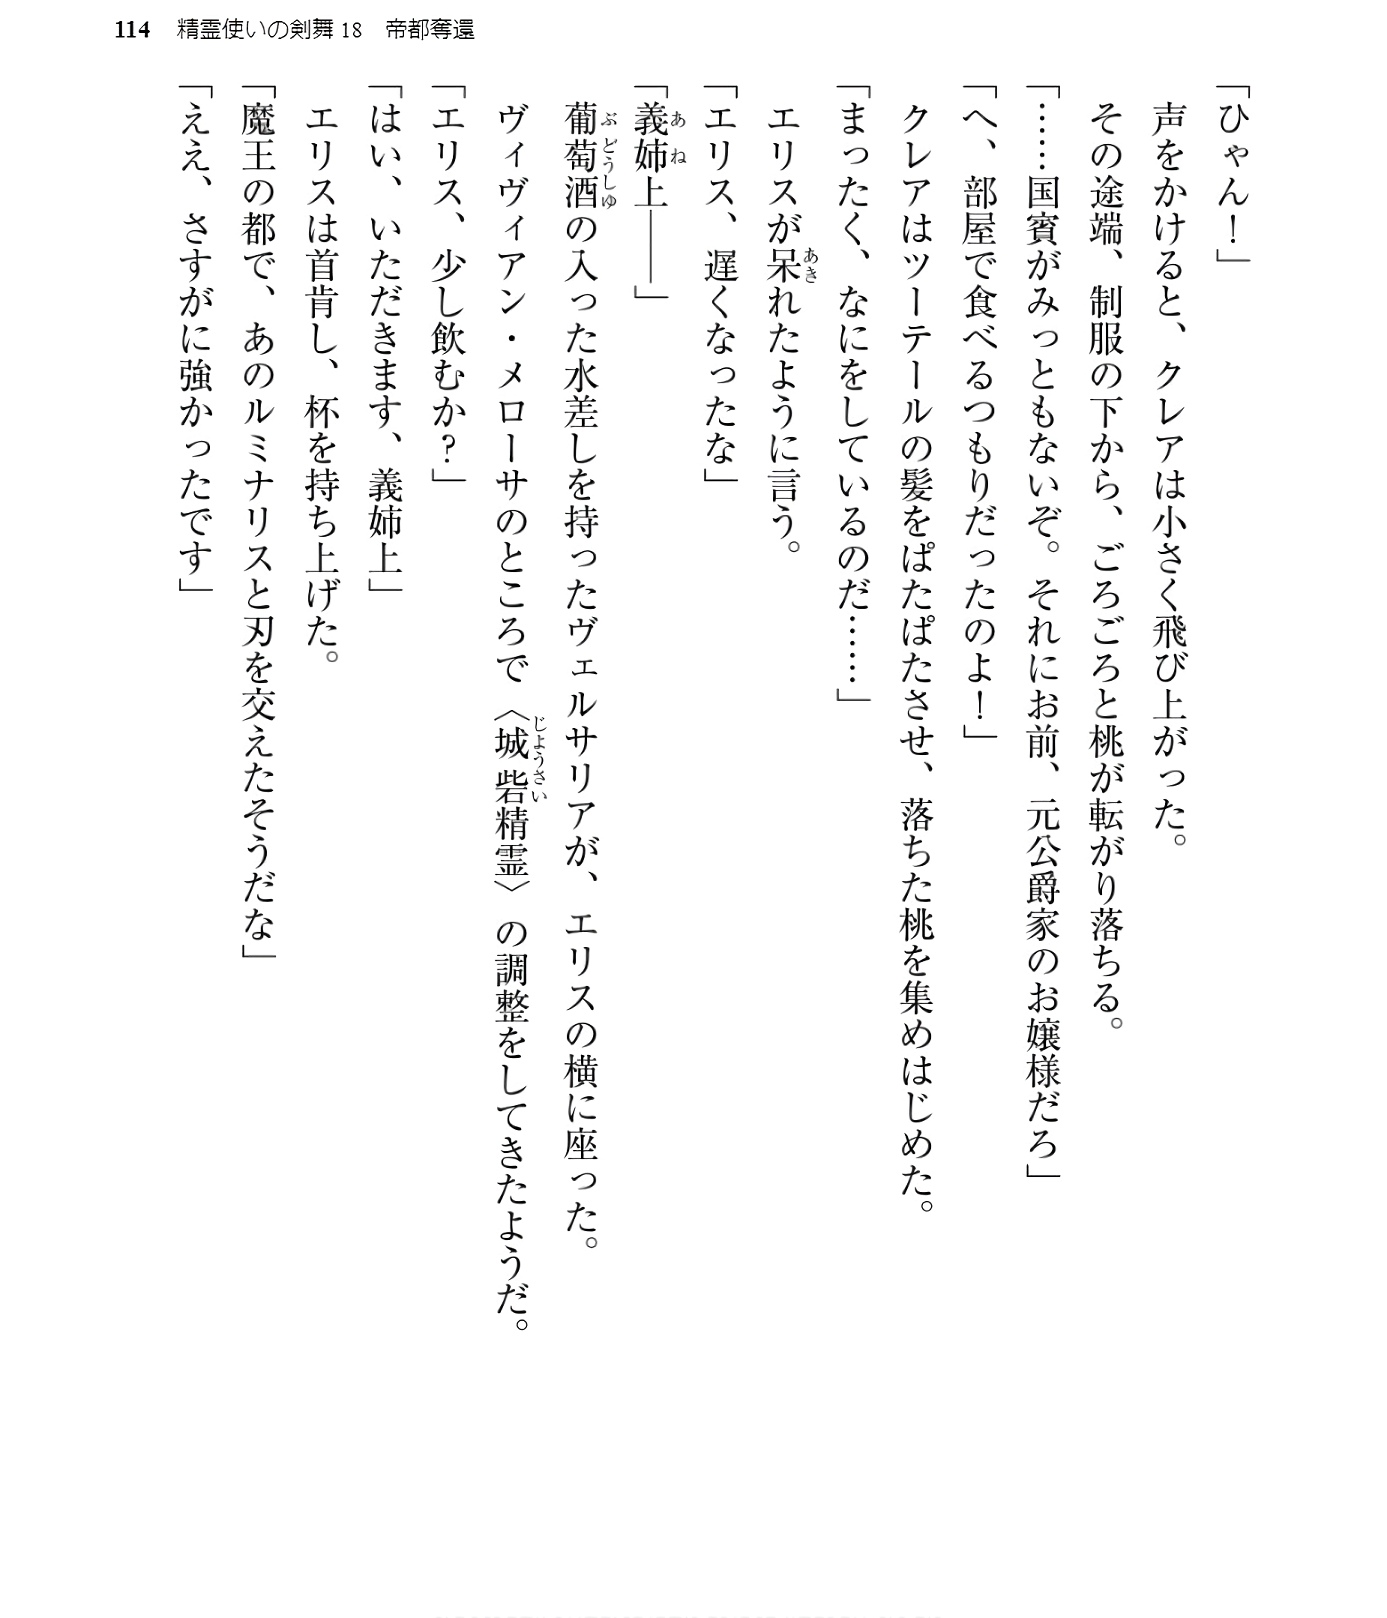 114 精霊使いの剣舞18 帝都奪還
「ひゃん！」
声をかけると、クレアは小さく飛び上がった。
その途端、制服の下から、ごろごろと桃が転がり落ちる。
「……国賓がみっともないぞ。それにお前、元公爵家のお嬢様だろ」
「へ、部屋で食べるつもりだったのよ！」
クレアはツーテールの髪をぱたぱたさせ、落ちた桃を集めはじめた。
「まったく、なにをしているのだ……」
エリスが呆れたように言う。
「エリス、遅くなったな」
「義姉上――」
葡萄酒の入った水差しを持ったヴェルサリアが、エリスの横に座った。
ヴィヴィアン・メローサのところで〈城砦精霊〉の調整をしてきたようだ。
「エリス、少し飲むか？」
「はい、いただきます、義姉上」
エリスは首肯し、杯を持ち上げた。
「魔王の都で、あのルミナリスと刃を交えたそうだな」
「ええ、さすがに強かったです」